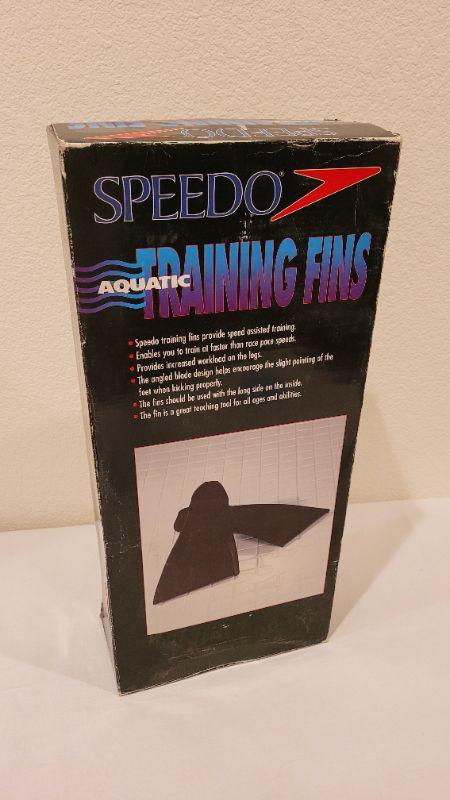 TRAINING FINS
SPEEDO®
AQUATIC TRAINING FINS
• Speedo training fins provide speed assisted training.
• Enables you to train at faster than race pace speeds.
• Provides increased workload on the legs.
• The angled blade design helps encourage the slight pointing of the
feet when kicking properly.
• The fins should be used with the long side on the inside.
• The fin is a great teaching tool for all ages and abilities.